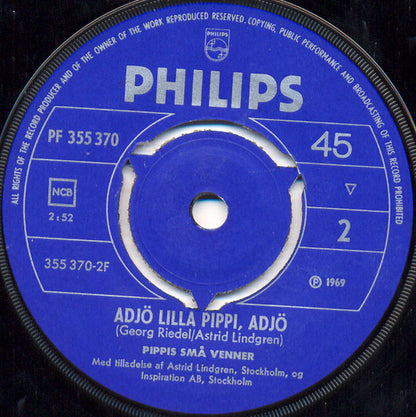 ALL RIGHTS OF THE RECORD PRODUCER AND OF THE OWNER OF THE WORK REPRODUCED RESERVED. COPYING, PUBLIC PERFORMANCE AND BROADCASTING OF THIS RECORD PROHIBITED
PHILIPS
PHILIPS
PF 355 370
45
NCB
2:52
▽
2
355 370-2F
Ⓟ 1969
ADJÖ LILLA PIPPI, ADJÖ
(Georg Riedel/Astrid Lindgren)
PIPPIS SMÅ VENNER
Med tilladelse af Astrid Lindgren, Stockholm, og
Inspiration AB, Stockholm